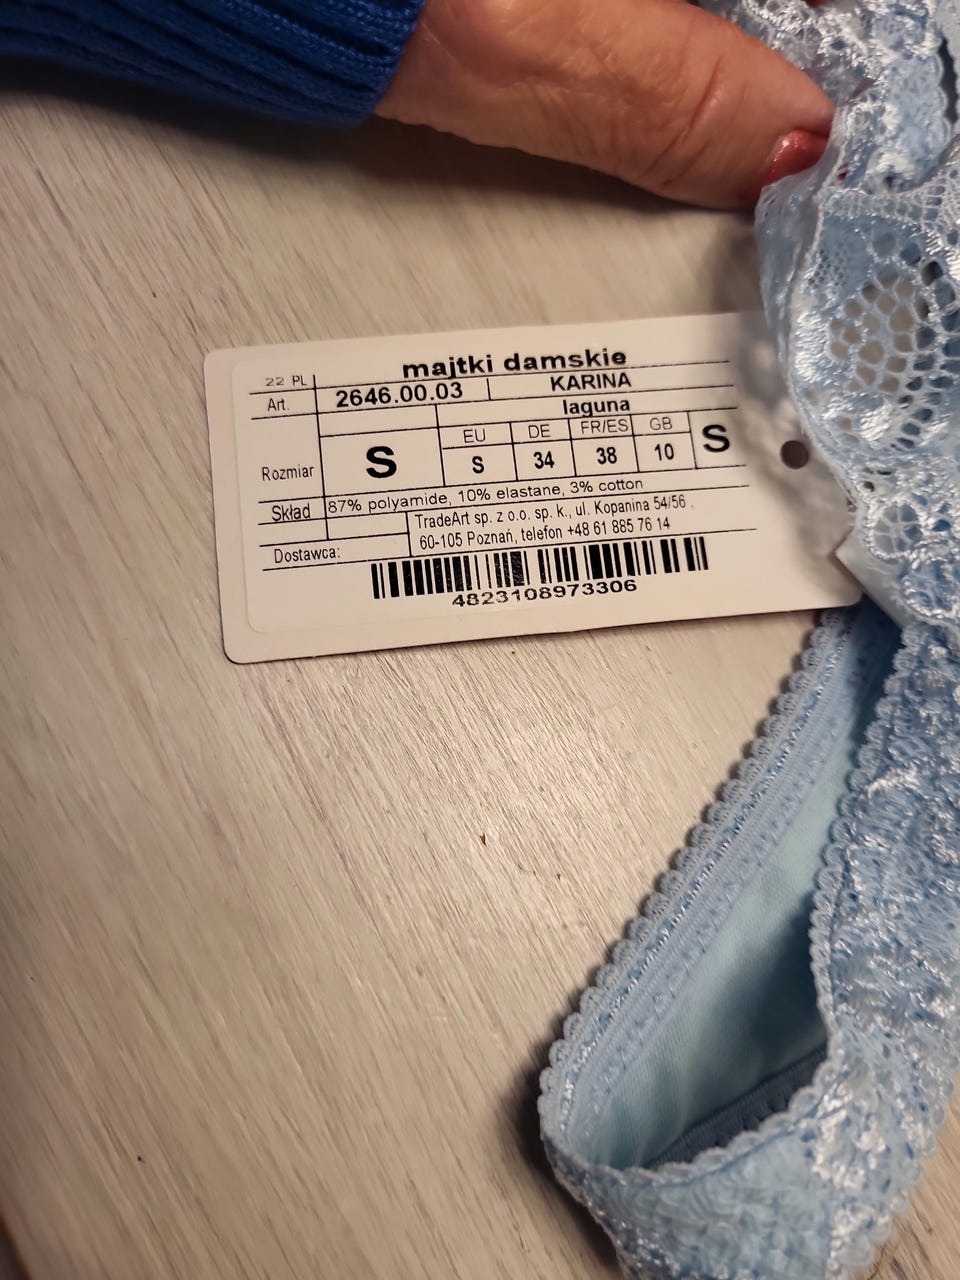 majtki damskie
22 PL
Art. 2646.00.03 KARINA
laguna
Rozmiar S EU DE FR/ES GB S
S 34 38 10
Skład 87% polyamide, 10% elastane, 3% cotton
Dostawca: TradeArt sp. z o.o. sp. k., ul. Kopanina 54/56
60-105 Poznań, telefon +48 61 885 76 14
4823108973306